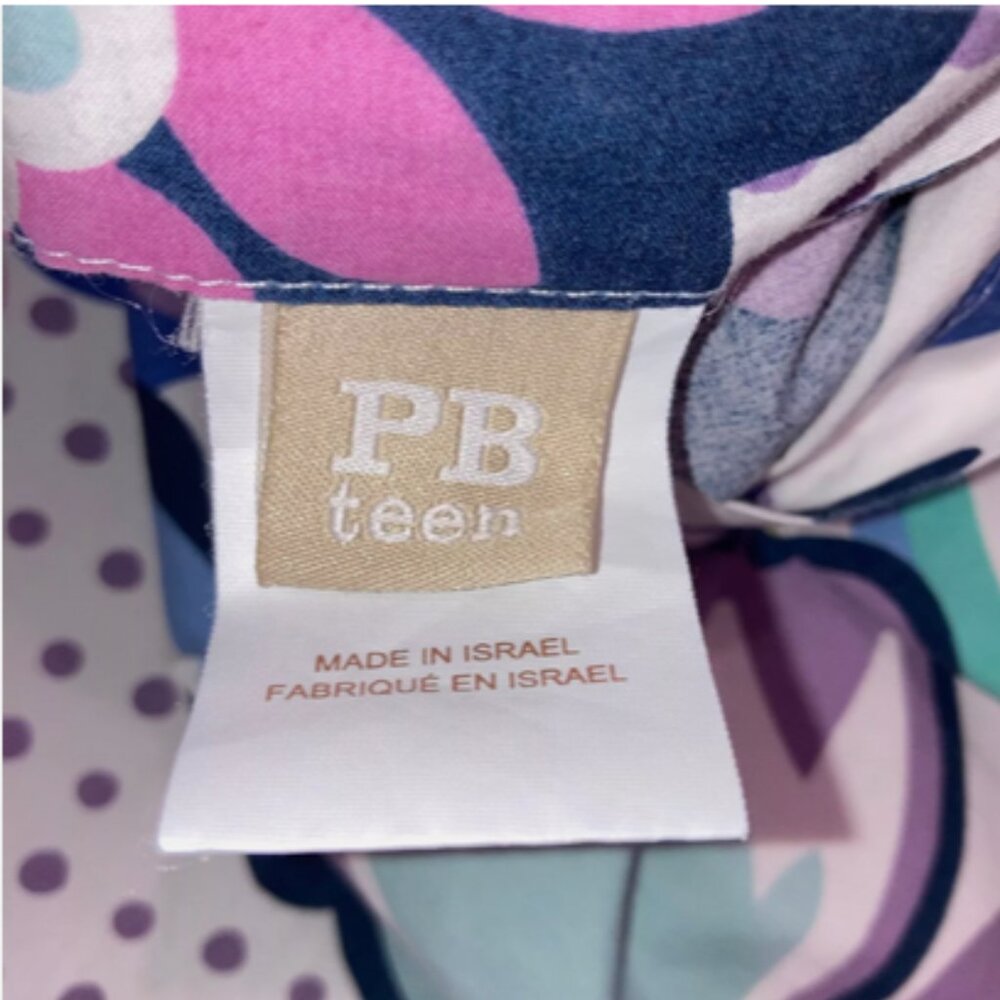 PB
teen
MADE IN ISRAEL
FABRIQUÉ EN ISRAEL